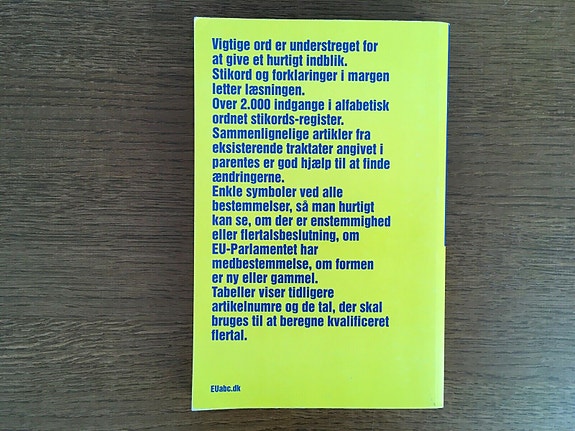 Vigtige ord er understreget for
at give et hurtigt indblik.
Stikord og forklaringer i margen
letter læsningen.
Over 2.000 indgange i alfabetisk
ordnet stikords-register.
Sammenlignelige artikler fra
eksisterende traktater angivet i
parentes er god hjælp til at finde
ændringerne.
Enkle symboler ved alle
bestemmelser, så man hurtigt
kan se, om der er enstemmighed
eller flertalsbeslutning, om
EU-Parlamentet har
medbestemmelse, om formen
er ny eller gammel.
Tabeller viser tidligere
artikelnumre og de tal, der skal
bruges til at beregne kvalificeret
flertal.
EUabc.dk